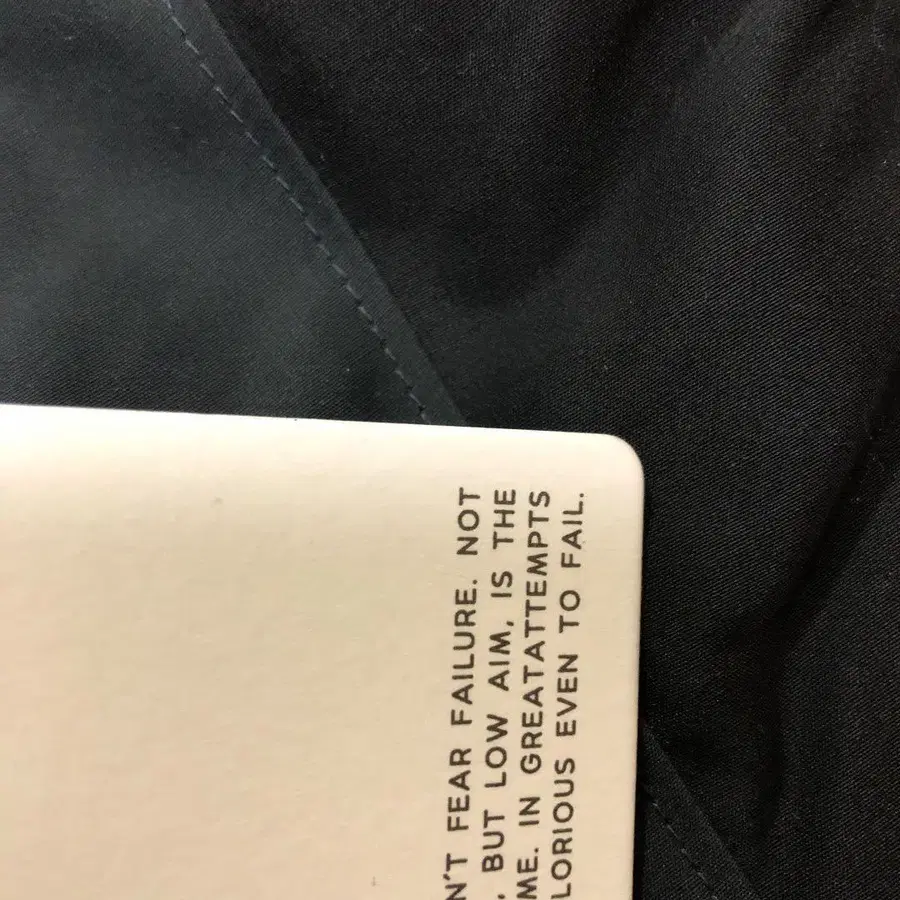 N'T FEAR FAILURE. NOT
, BUT LOW AIM, IS THE
ME. IN GREATATTEMPTS
LORIOUS EVEN TO FAIL.